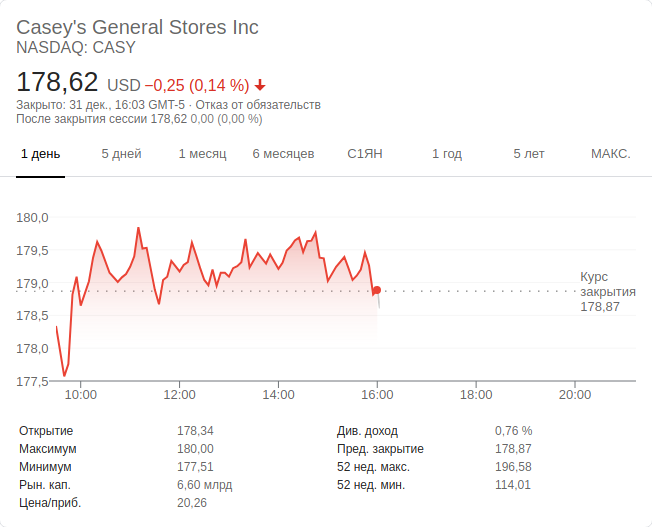 Casey's General Stores Inc
NASDAQ: CASY
178,62 USD −0,25 (0,14 %)
Закрыто: 31 дек., 16:03 GMT-5 · Отказ от обязательств
После закрытия сессии 178,62 0,00 (0,00 %)
1 день 5 дней 1 месяц 6 месяцев С1ЯН 1 год 5 лет МАКС.
180,0
179,5
179,0
178,5
178,0
177,5
Курс
закрытия
178,87
10:00 12:00 14:00 16:00 18:00 20:00
Открытие 178,34 Див. доход 0,76 %
Максимум 180,00 Пред. закрытие 178,87
Минимум 177,51 52 нед. макс. 196,58
Рын. кап. 6,60 млрд 52 нед. мин. 114,01
Цена/приб. 20,26